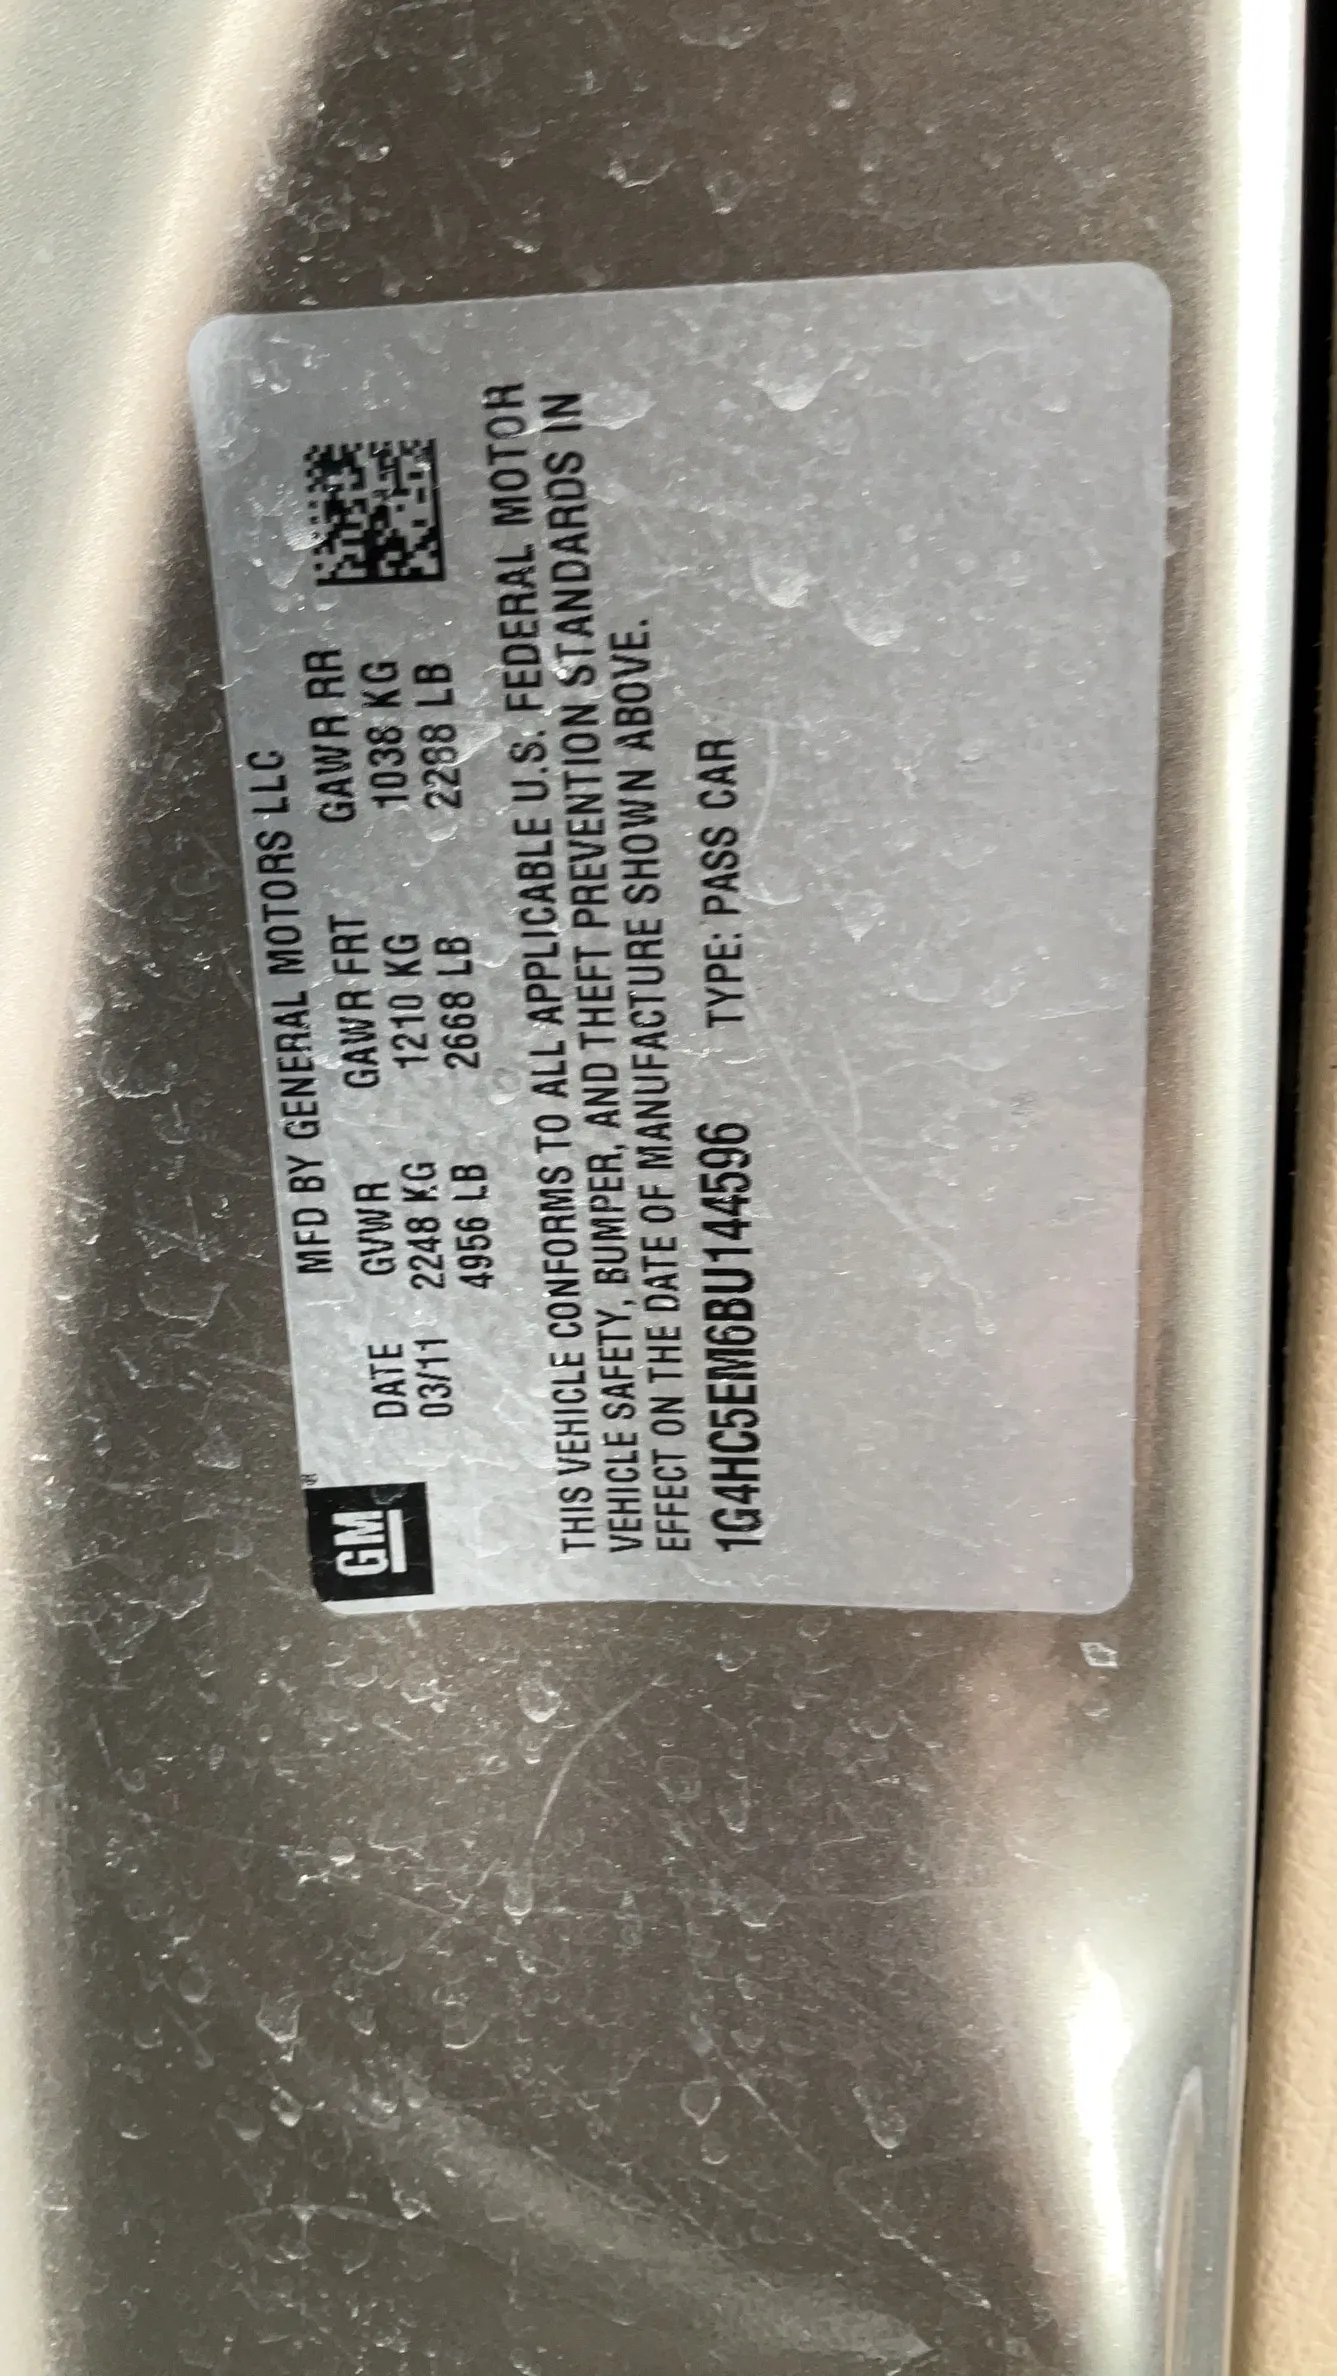 GM
MFD BY GENERAL MOTORS LLC
DATE GVWR GAWR FRT GAWR RR
03/11 2248 KG 1210 KG 1038 KG
4956 LB 2668 LB 2288 LB
THIS VEHICLE CONFORMS TO ALL APPLICABLE U.S. FEDERAL MOTOR
VEHICLE SAFETY, BUMPER, AND THEFT PREVENTION STANDARDS IN
EFFECT ON THE DATE OF MANUFACTURE SHOWN ABOVE.
1G4HC5EM6BU144596 TYPE: PASS CAR